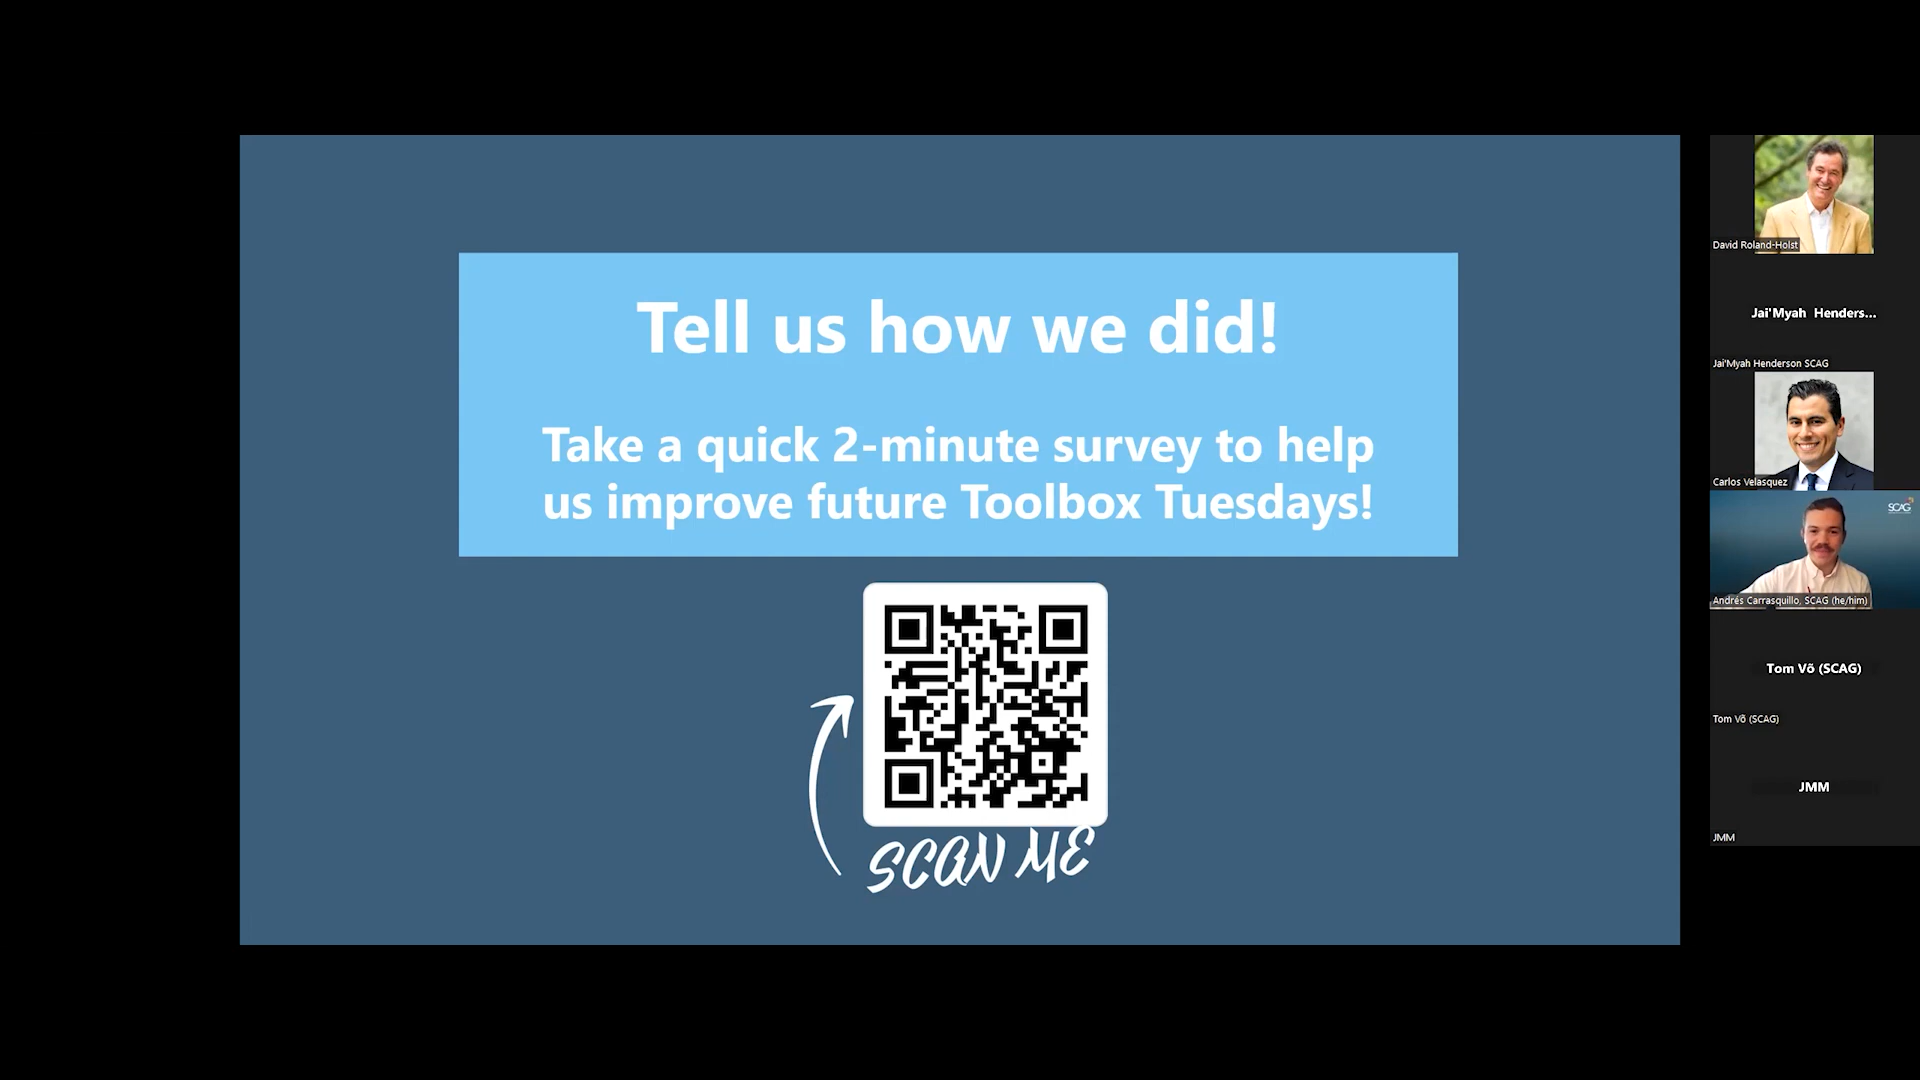 Tell us how we did!
Take a quick 2-minute survey to help
us improve future Toolbox Tuesdays!
SCAN ME
David Roland-Holst
Jai'Myah Henders...
Jai'Myah Henderson SCAG
Carlos Velasquez
SCAG
Andrés Carrasquillo, SCAG (he/him)
Tom Võ (SCAG)
Tom Võ (SCAG)
JMM
JMM